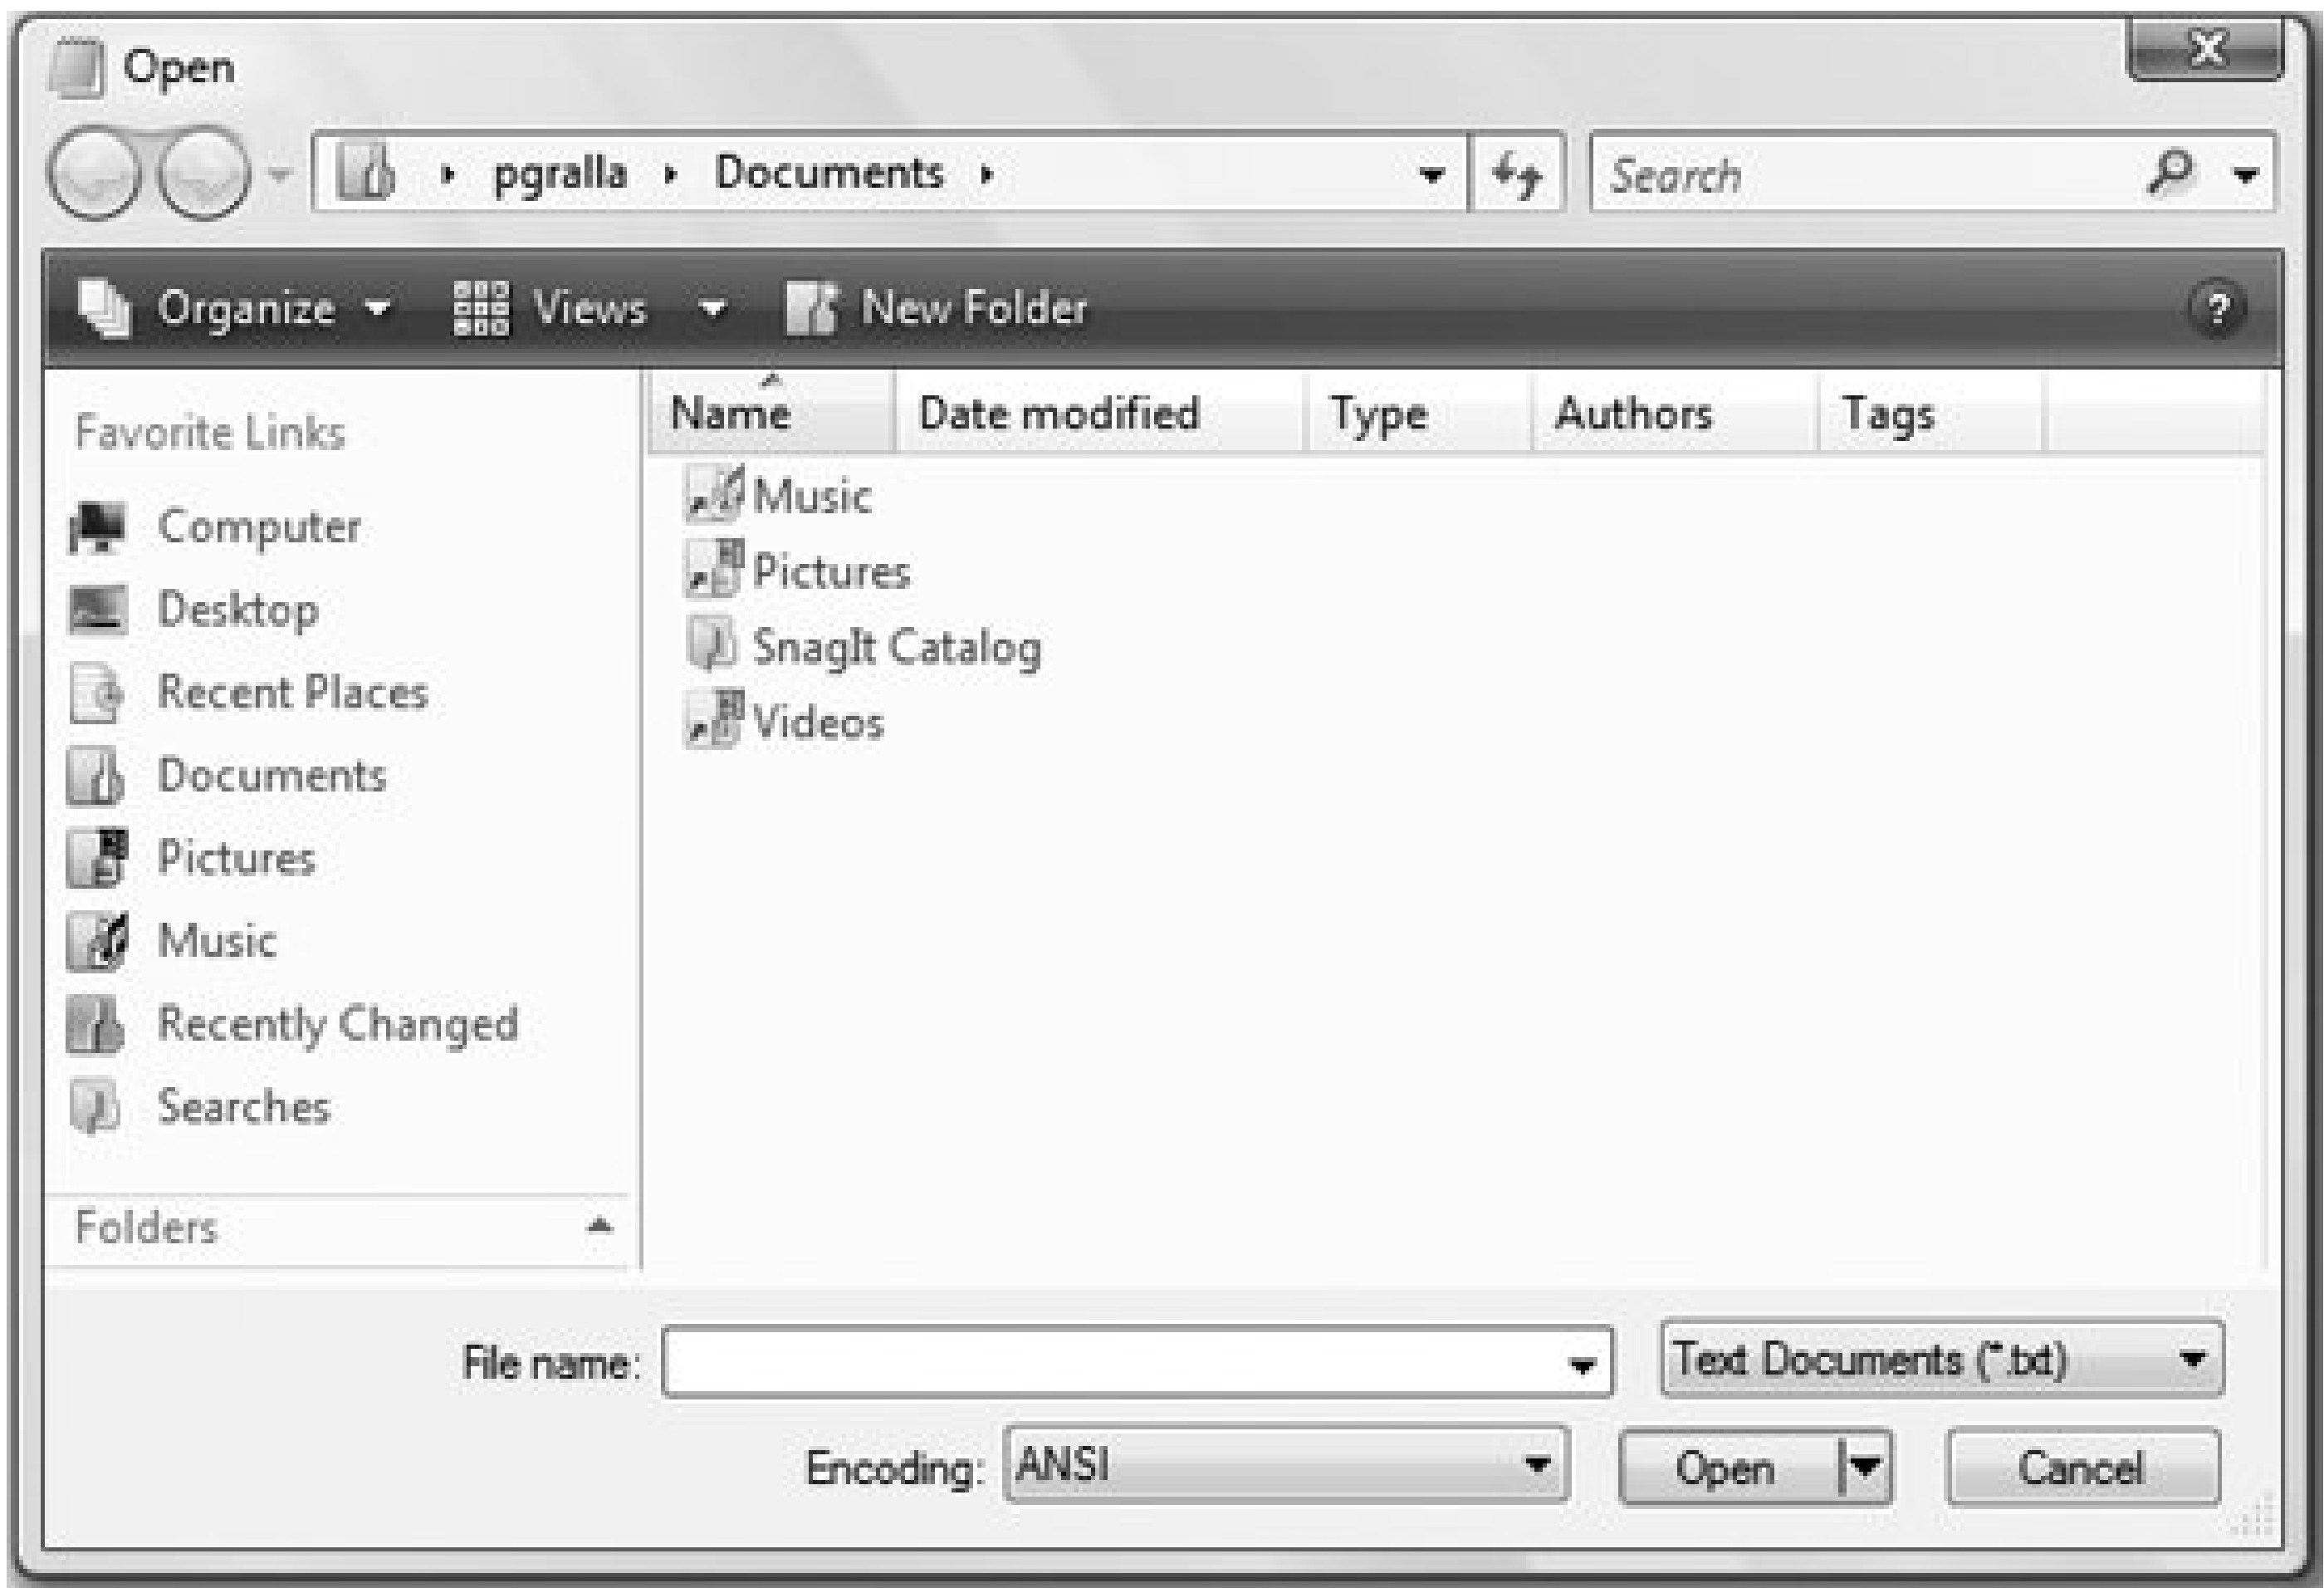 Open
pgralla Documents
Search
Organize Views New Folder ?
Favorite Links
Computer
Desktop
Recent Places
Documents
Pictures
Music
Recently Changed
Searches
Folders
Name Date modified Type Authors Tags
Music
Pictures
SnagIt Catalog
Videos
File name: Text Documents (*.txt)
Encoding: ANSI Open Cancel